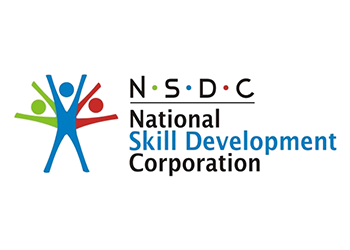 N·S·D·C
National
Skill Development
Corporation